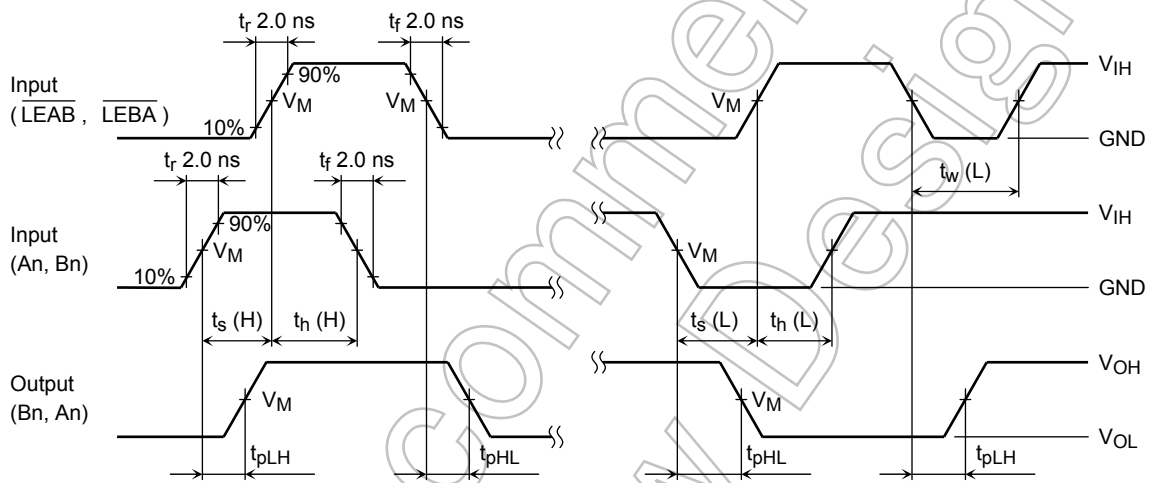 tr 2.0 ns
tf 2.0 ns
Input
(LEAB , LEBA)
90%
VM
VM
VM
10%
VIH
GND
tw (L)
tr 2.0 ns
tf 2.0 ns
Input
(An, Bn)
90%
VM
VM
10%
VIH
GND
ts (H)
th (H)
ts (L)
th (L)
Output
(Bn, An)
VM
VM
VOH
VOL
tpLH
tpHL
tpHL
tpLH